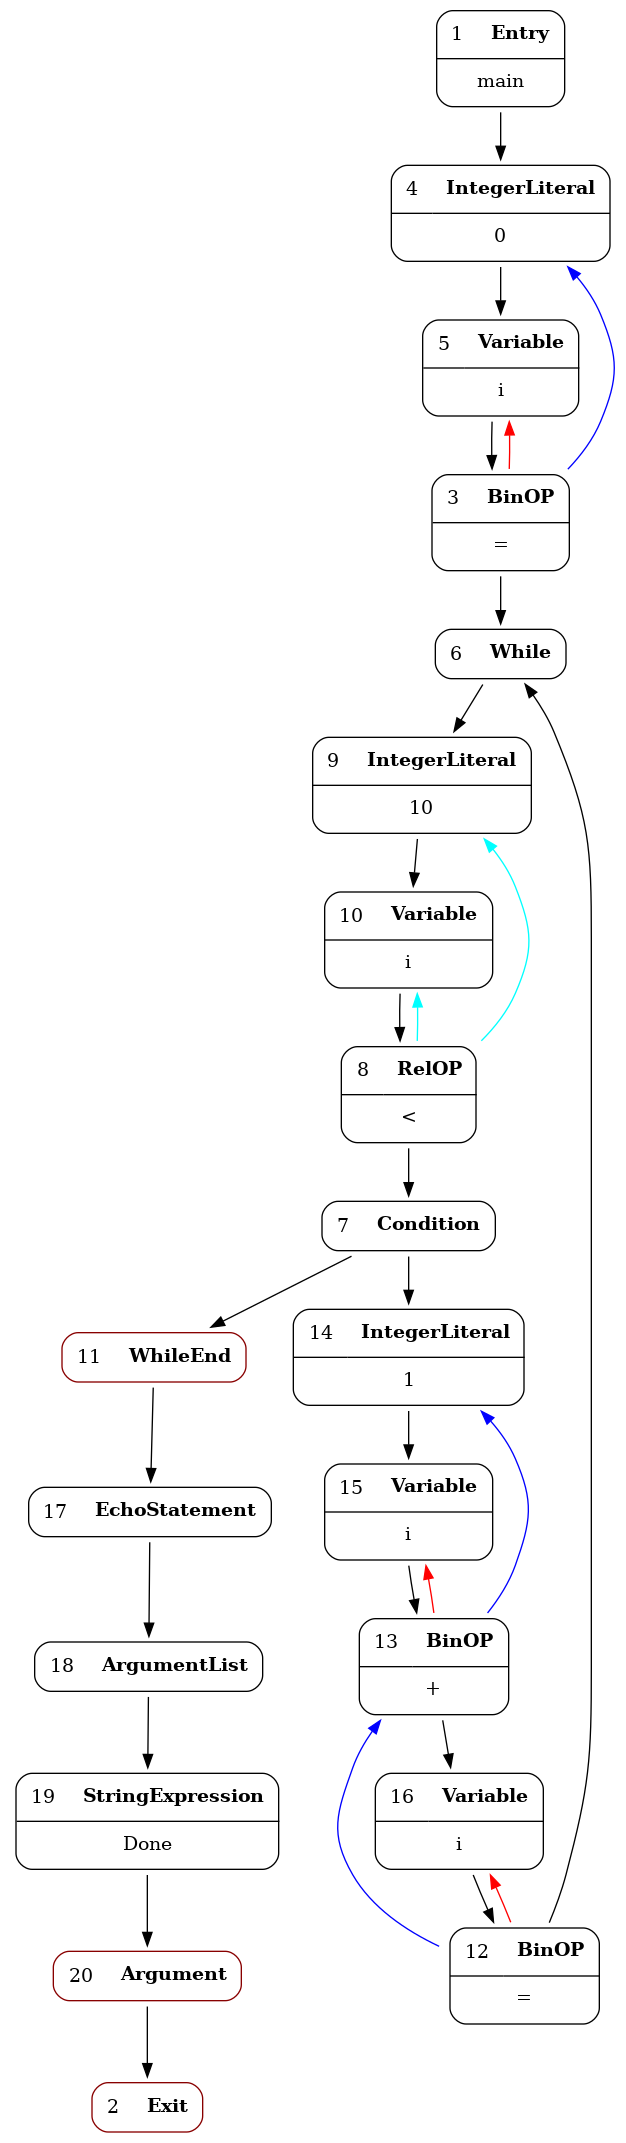 1 Entry
main
4 IntegerLiteral
0
5 Variable
i
3 BinOP
=
6 While
9 IntegerLiteral
10
10 Variable
i
8 RelOP
<
7 Condition
14 IntegerLiteral
1
11 WhileEnd
15 Variable
i
17 EchoStatement
13 BinOP
+
18 ArgumentList
16 Variable
i
19 StringExpression
Done
12 BinOP
=
20 Argument
2 Exit